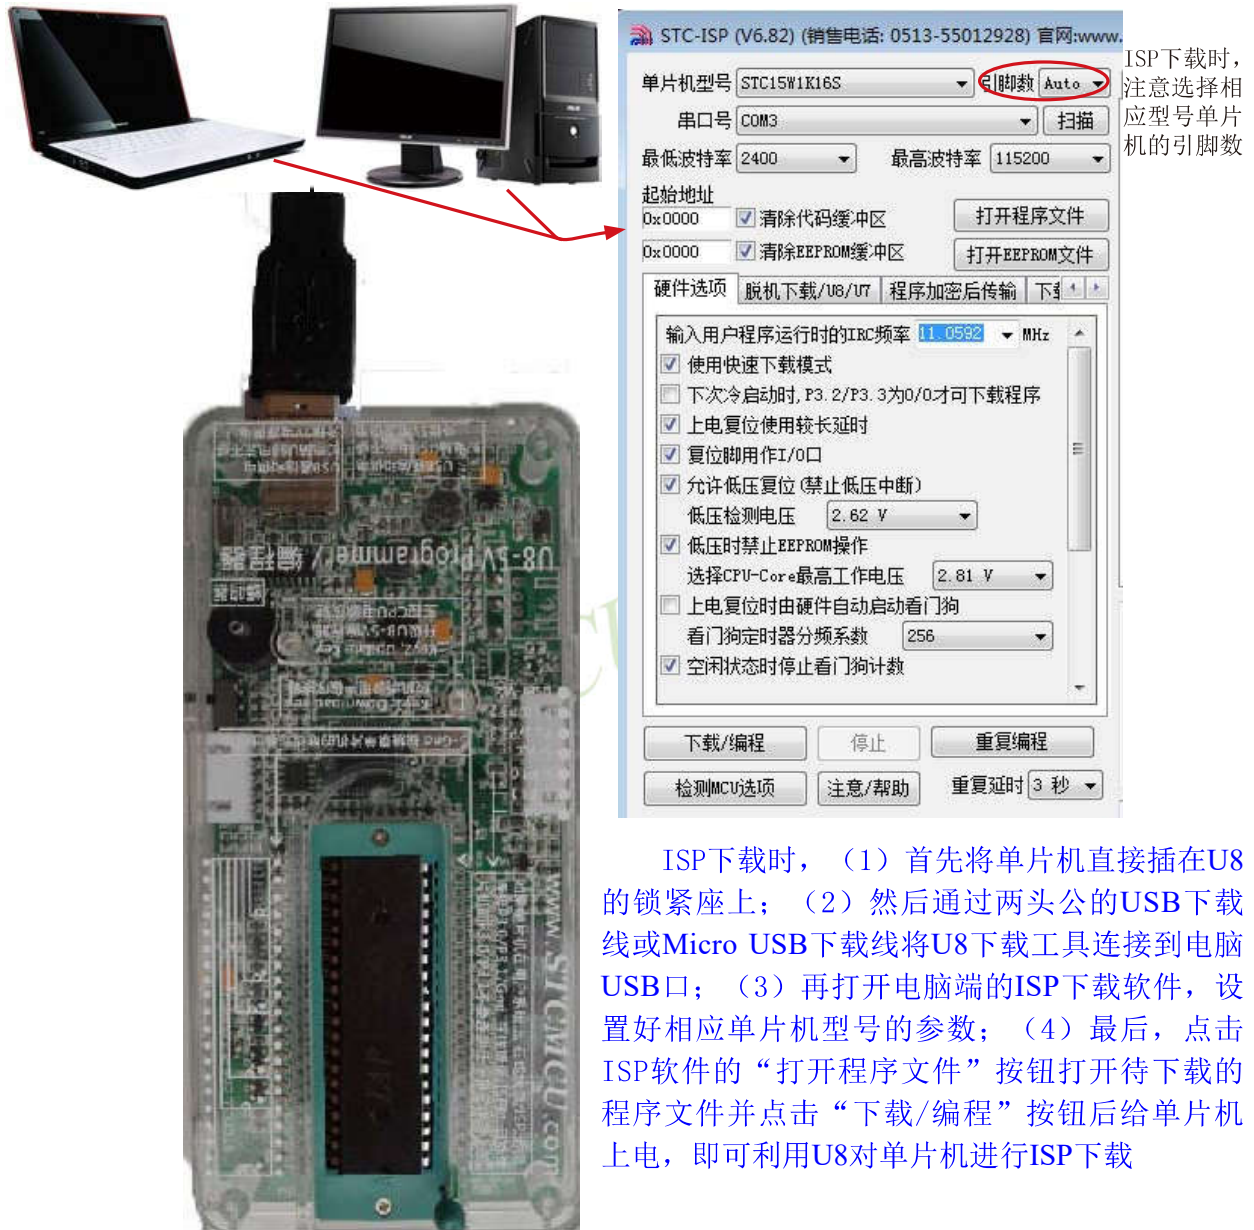 STC-ISP (V6.82) (销售电话: 0513-55012928) 官网:www.
单片机型号 STC15W1K16S 引脚数 Auto
串口号 COM3 扫描
最低波特率 2400 最高波特率 115200
起始地址
0x0000 清除代码缓冲区 打开程序文件
0x0000 清除EEPROM缓冲区 打开EEPROM文件
硬件选项 脱机下载/U8/U7 程序加密后传输 下载
输入用户程序运行时的IRC频率 11.0592 MHz
使用快速下载模式
下次冷启动时,P3.2/P3.3为0/0才可下载程序
上电复位使用较长延时
复位脚用作I/O口
允许低压复位(禁止低压中断)
低压检测电压 2.62 V
低压时禁止EEPROM操作
选择CPU-Core最高工作电压 2.81 V
上电复位时由硬件自动启动看门狗
看门狗定时器分频系数 256
空闲状态时停止看门狗计数
下载/编程 停止 重复编程
检测MCU选项 注意/帮助 重复延时 3 秒
ISP下载时，
注意选择相
应型号单片
机的引脚数
U8-5V Programmer 编程器
www.STCMCU.com
ISP下载时，（1）首先将单片机直接插在U8
的锁紧座上；（2）然后通过两头公的USB下载
线或Micro USB下载线将U8下载工具连接到电脑
USB口；（3）再打开电脑端的ISP下载软件，设
置好相应单片机型号的参数；（4）最后，点击
ISP软件的“打开程序文件”按钮打开待下载的
程序文件并点击“下载/编程”按钮后给单片机
上电，即可利用U8对单片机进行ISP下载